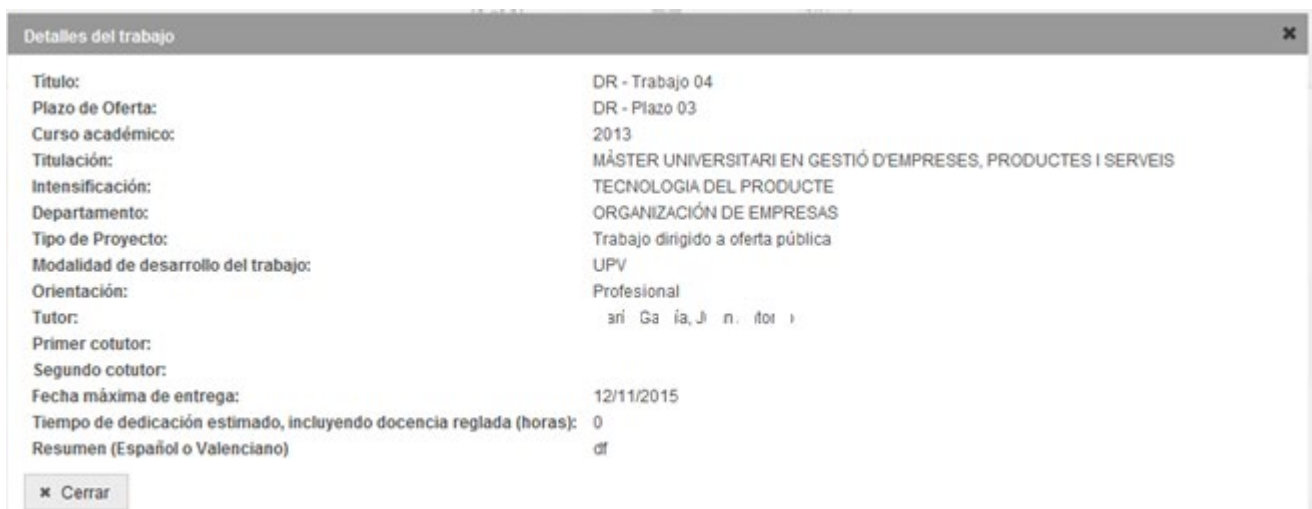 Detalles del trabajo
Título: DR - Trabajo 04
Plazo de Oferta: DR - Plazo 03
Curso académico: 2013
Titulación: MÀSTER UNIVERSITARI EN GESTIÓ D'EMPRESES, PRODUCTES I SERVEIS
Intensificación: TECNOLOGIA DEL PRODUCTE
Departamento: ORGANIZACIÓN DE EMPRESAS
Tipo de Proyecto: Trabajo dirigido a oferta pública
Modalidad de desarrollo del trabajo: UPV
Orientación: Profesional
Tutor:
Primer cotutor:
Segundo cotutor:
Fecha máxima de entrega: 12/11/2015
Tiempo de dedicación estimado, incluyendo docencia reglada (horas): 0
Resumen (Español o Valenciano) df
Cerrar